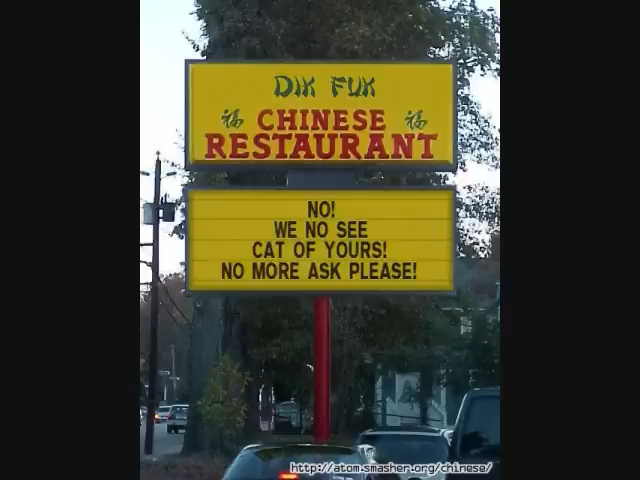 DIK FUK
福 CHINESE 福
RESTAURANT
NO!
WE NO SEE
CAT OF YOURS!
NO MORE ASK PLEASE!
http://atom.smasher.org/chinese/